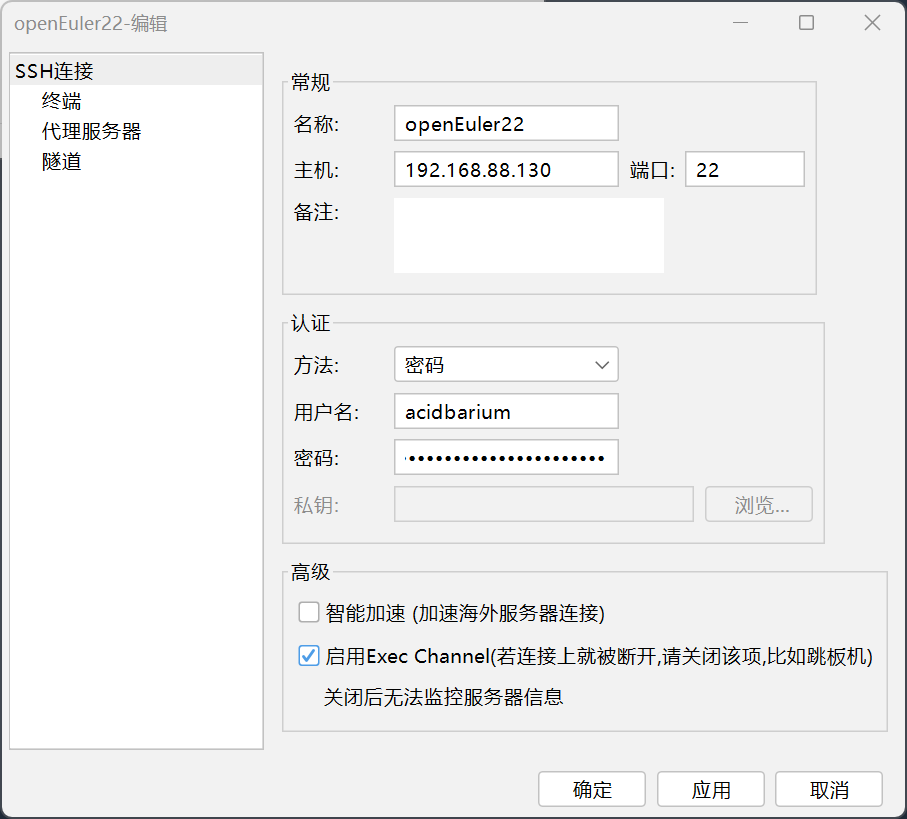 openEuler22-编辑
SSH连接
终端
代理服务器
隧道
常规
名称: openEuler22
主机: 192.168.88.130 端口: 22
备注:
认证
方法: 密码
用户名: acidbarium
密码: ••••••••••••••••••••••
私钥: 浏览...
高级
智能加速 (加速海外服务器连接)
启用Exec Channel(若连接上就被断开,请关闭该项,比如跳板机)
关闭后无法监控服务器信息
确定 应用 取消